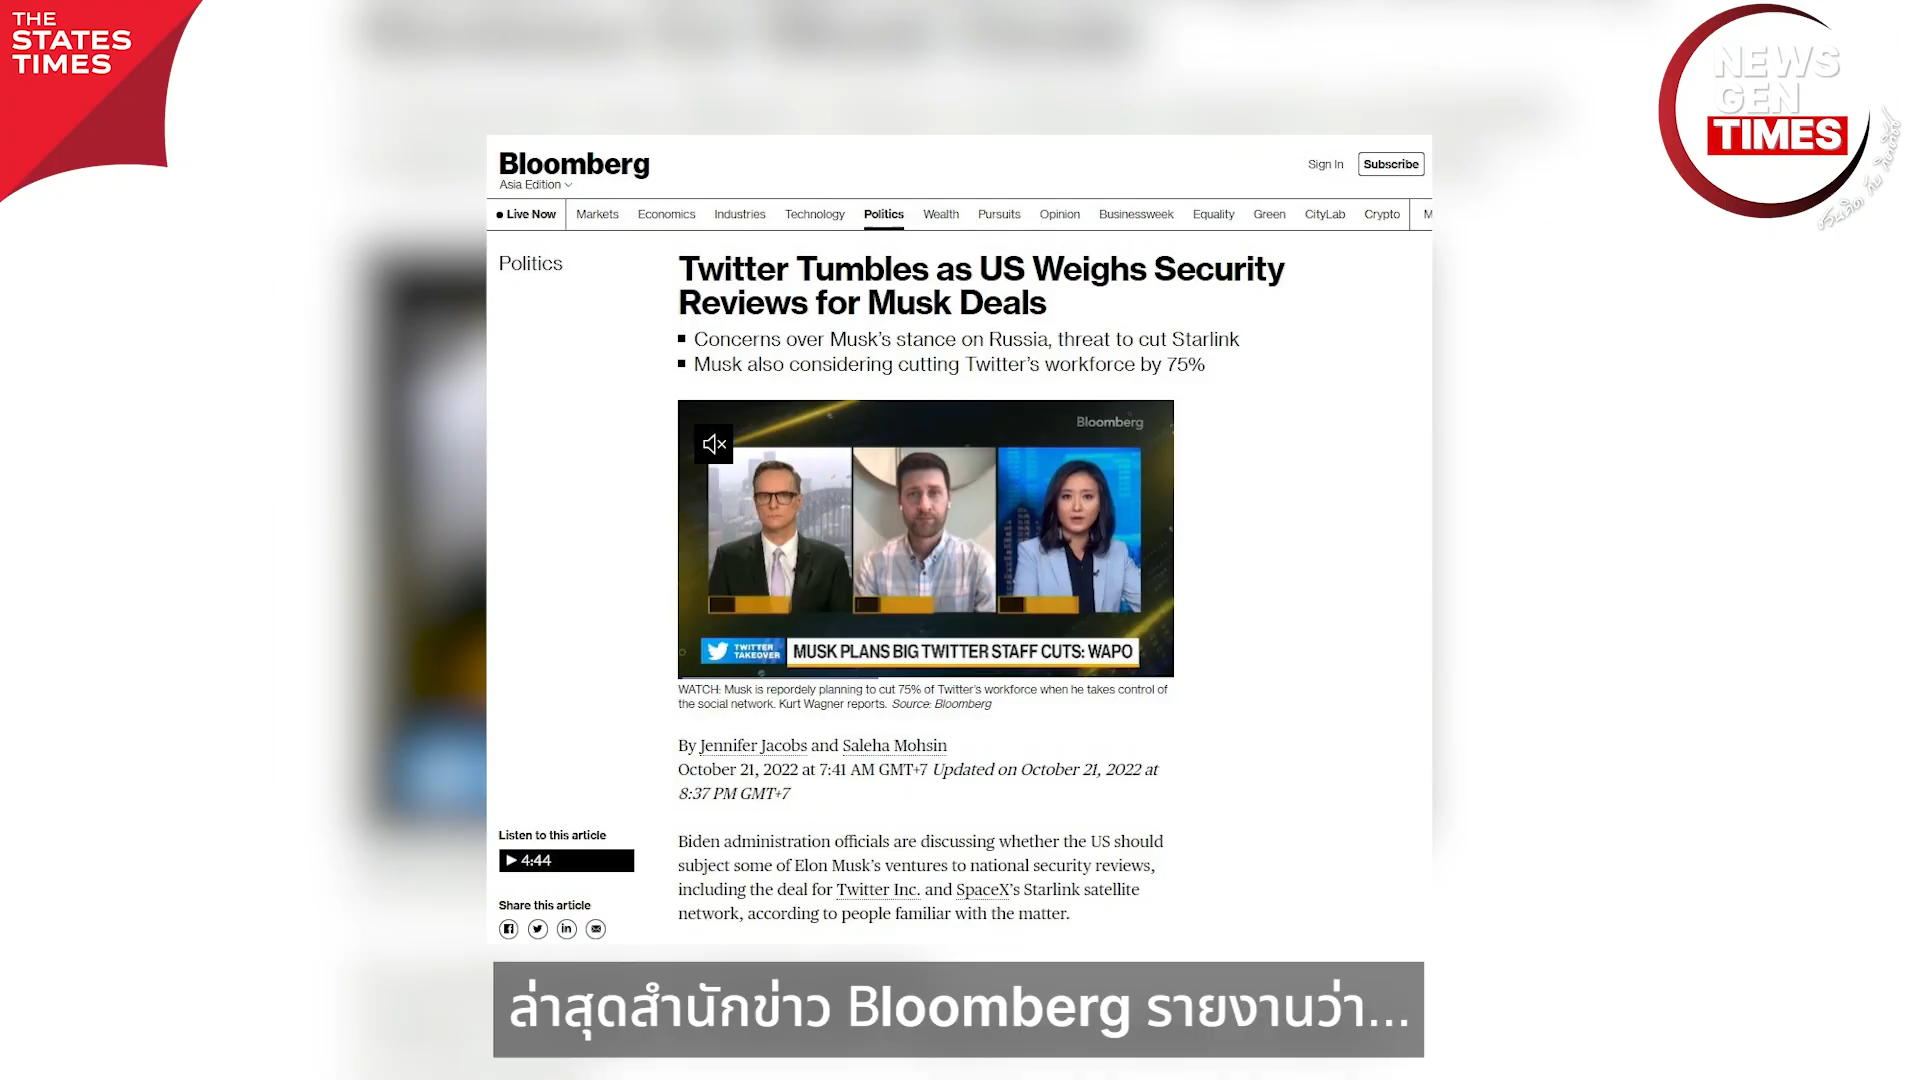 THE
STATES
TIMES
NEWS
GEN
TIMES
Bloomberg
Asia Edition
Sign In
Subscribe
Live Now
Markets
Economics
Industries
Technology
Politics
Wealth
Pursuits
Opinion
Businessweek
Equality
Green
CityLab
Crypto
M
Politics
Twitter Tumbles as US Weighs Security
Reviews for Musk Deals
Concerns over Musk's stance on Russia, threat to cut Starlink
Musk also considering cutting Twitter's workforce by 75%
Bloomberg
TWITTER
TAKEOVER
MUSK PLANS BIG TWITTER STAFF CUTS: WAPO
WATCH: Musk is repordely planning to cut 75% of Twitter's workforce when he takes control of
the social network. Kurt Wagner reports. Source: Bloomberg
By Jennifer Jacobs and Saleha Mohsin
October 21, 2022 at 7:41 AM GMT+7 Updated on October 21, 2022 at
8:37 PM GMT+7
Listen to this article
4:44
Biden administration officials are discussing whether the US should
subject some of Elon Musk's ventures to national security reviews,
including the deal for Twitter Inc. and SpaceX's Starlink satellite
network, according to people familiar with the matter.
Share this article
ล่าสุดสำนักข่าว Bloomberg รายงานว่า...